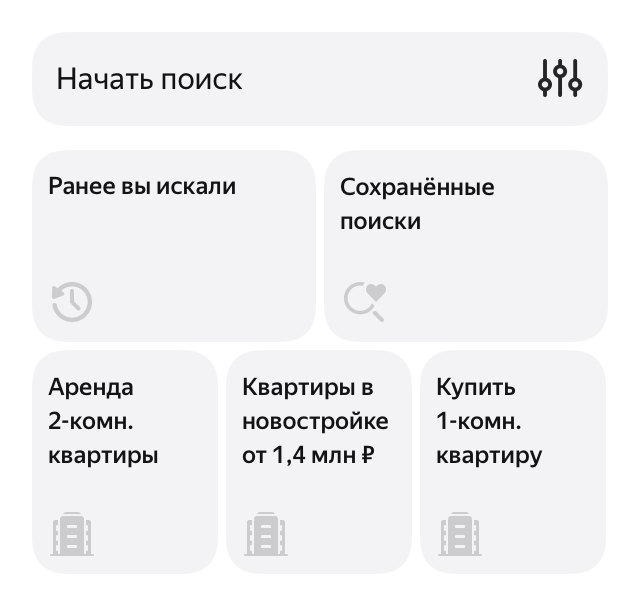 Начать поиск
Ранее вы искали
Сохранённые
поиски
Аренда
2-комн.
квартиры
Квартиры в
новостройке
от 1,4 млн ₽
Купить
1-комн.
квартиру